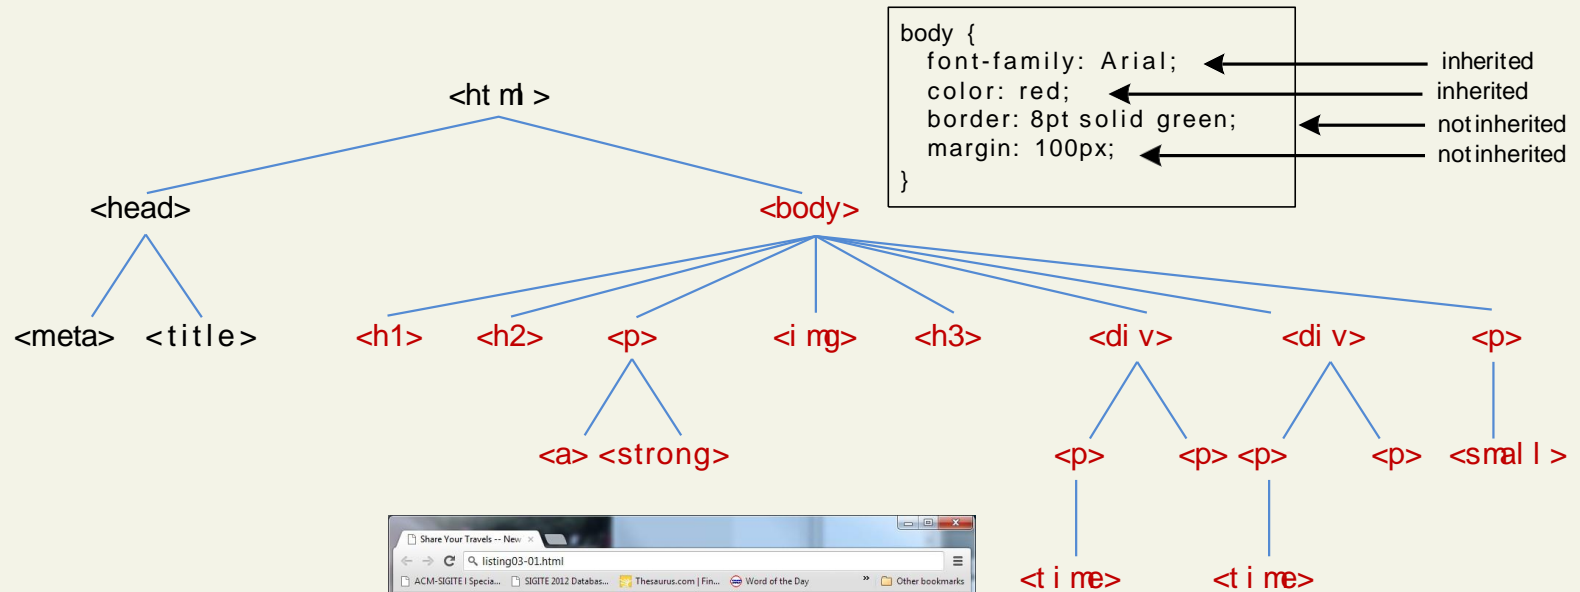 body {
font-family: Arial; inherited
color: red; inherited
border: 8pt solid green; not inherited
margin: 100px; not inherited
}
<html>
<head> <body>
<meta> <title> <h1> <h2> <p> <img> <h3> <div> <div> <p>
<a> <strong> <p> <p> <p> <p> <small>
Share Your Travels -- New
listing03-01.html
ACM-SIGITE | Specia... SIGITE 2012 Databas... Thesaurus.com | Fin... Word of the Day » Other bookmarks
<time> <time>